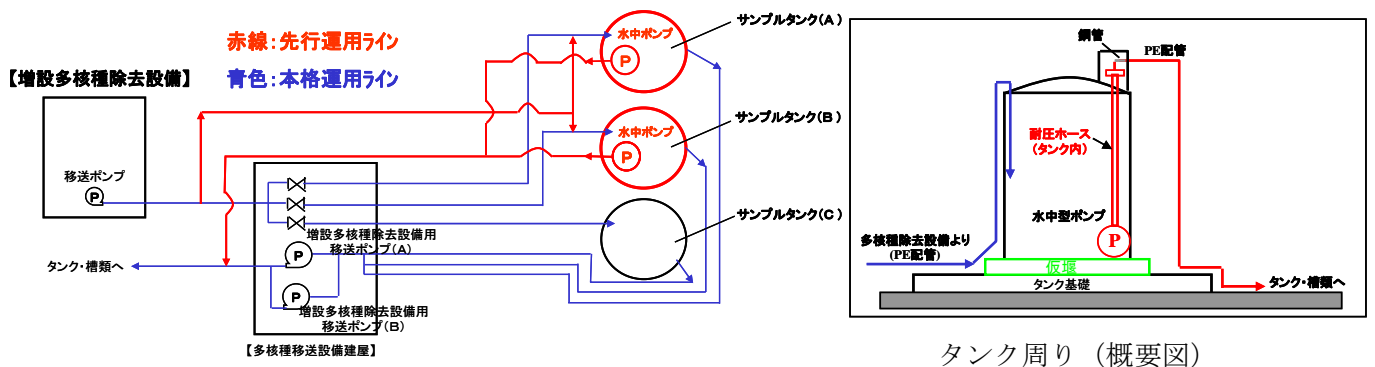 赤線:先行運用ライン
青色:本格運用ライン
【増設多核種除去設備】
移送ポンプ
P
水中ポンプ
P
サンプルタンク(A)
水中ポンプ
P
サンプルタンク(B)
サンプルタンク(C)
増設多核種除去設備用
移送ポンプ(A)
P
タンク・槽類へ
P
増設多核種除去設備用
移送ポンプ(B)
【多核種移送設備建屋】
鋼管
PE配管
耐圧ホース
(タンク内)
水中型ポンプ
P
多核種除去設備より
(PE配管)
仮堰
タンク基礎
タンク・槽類へ
タンク周り(概要図)